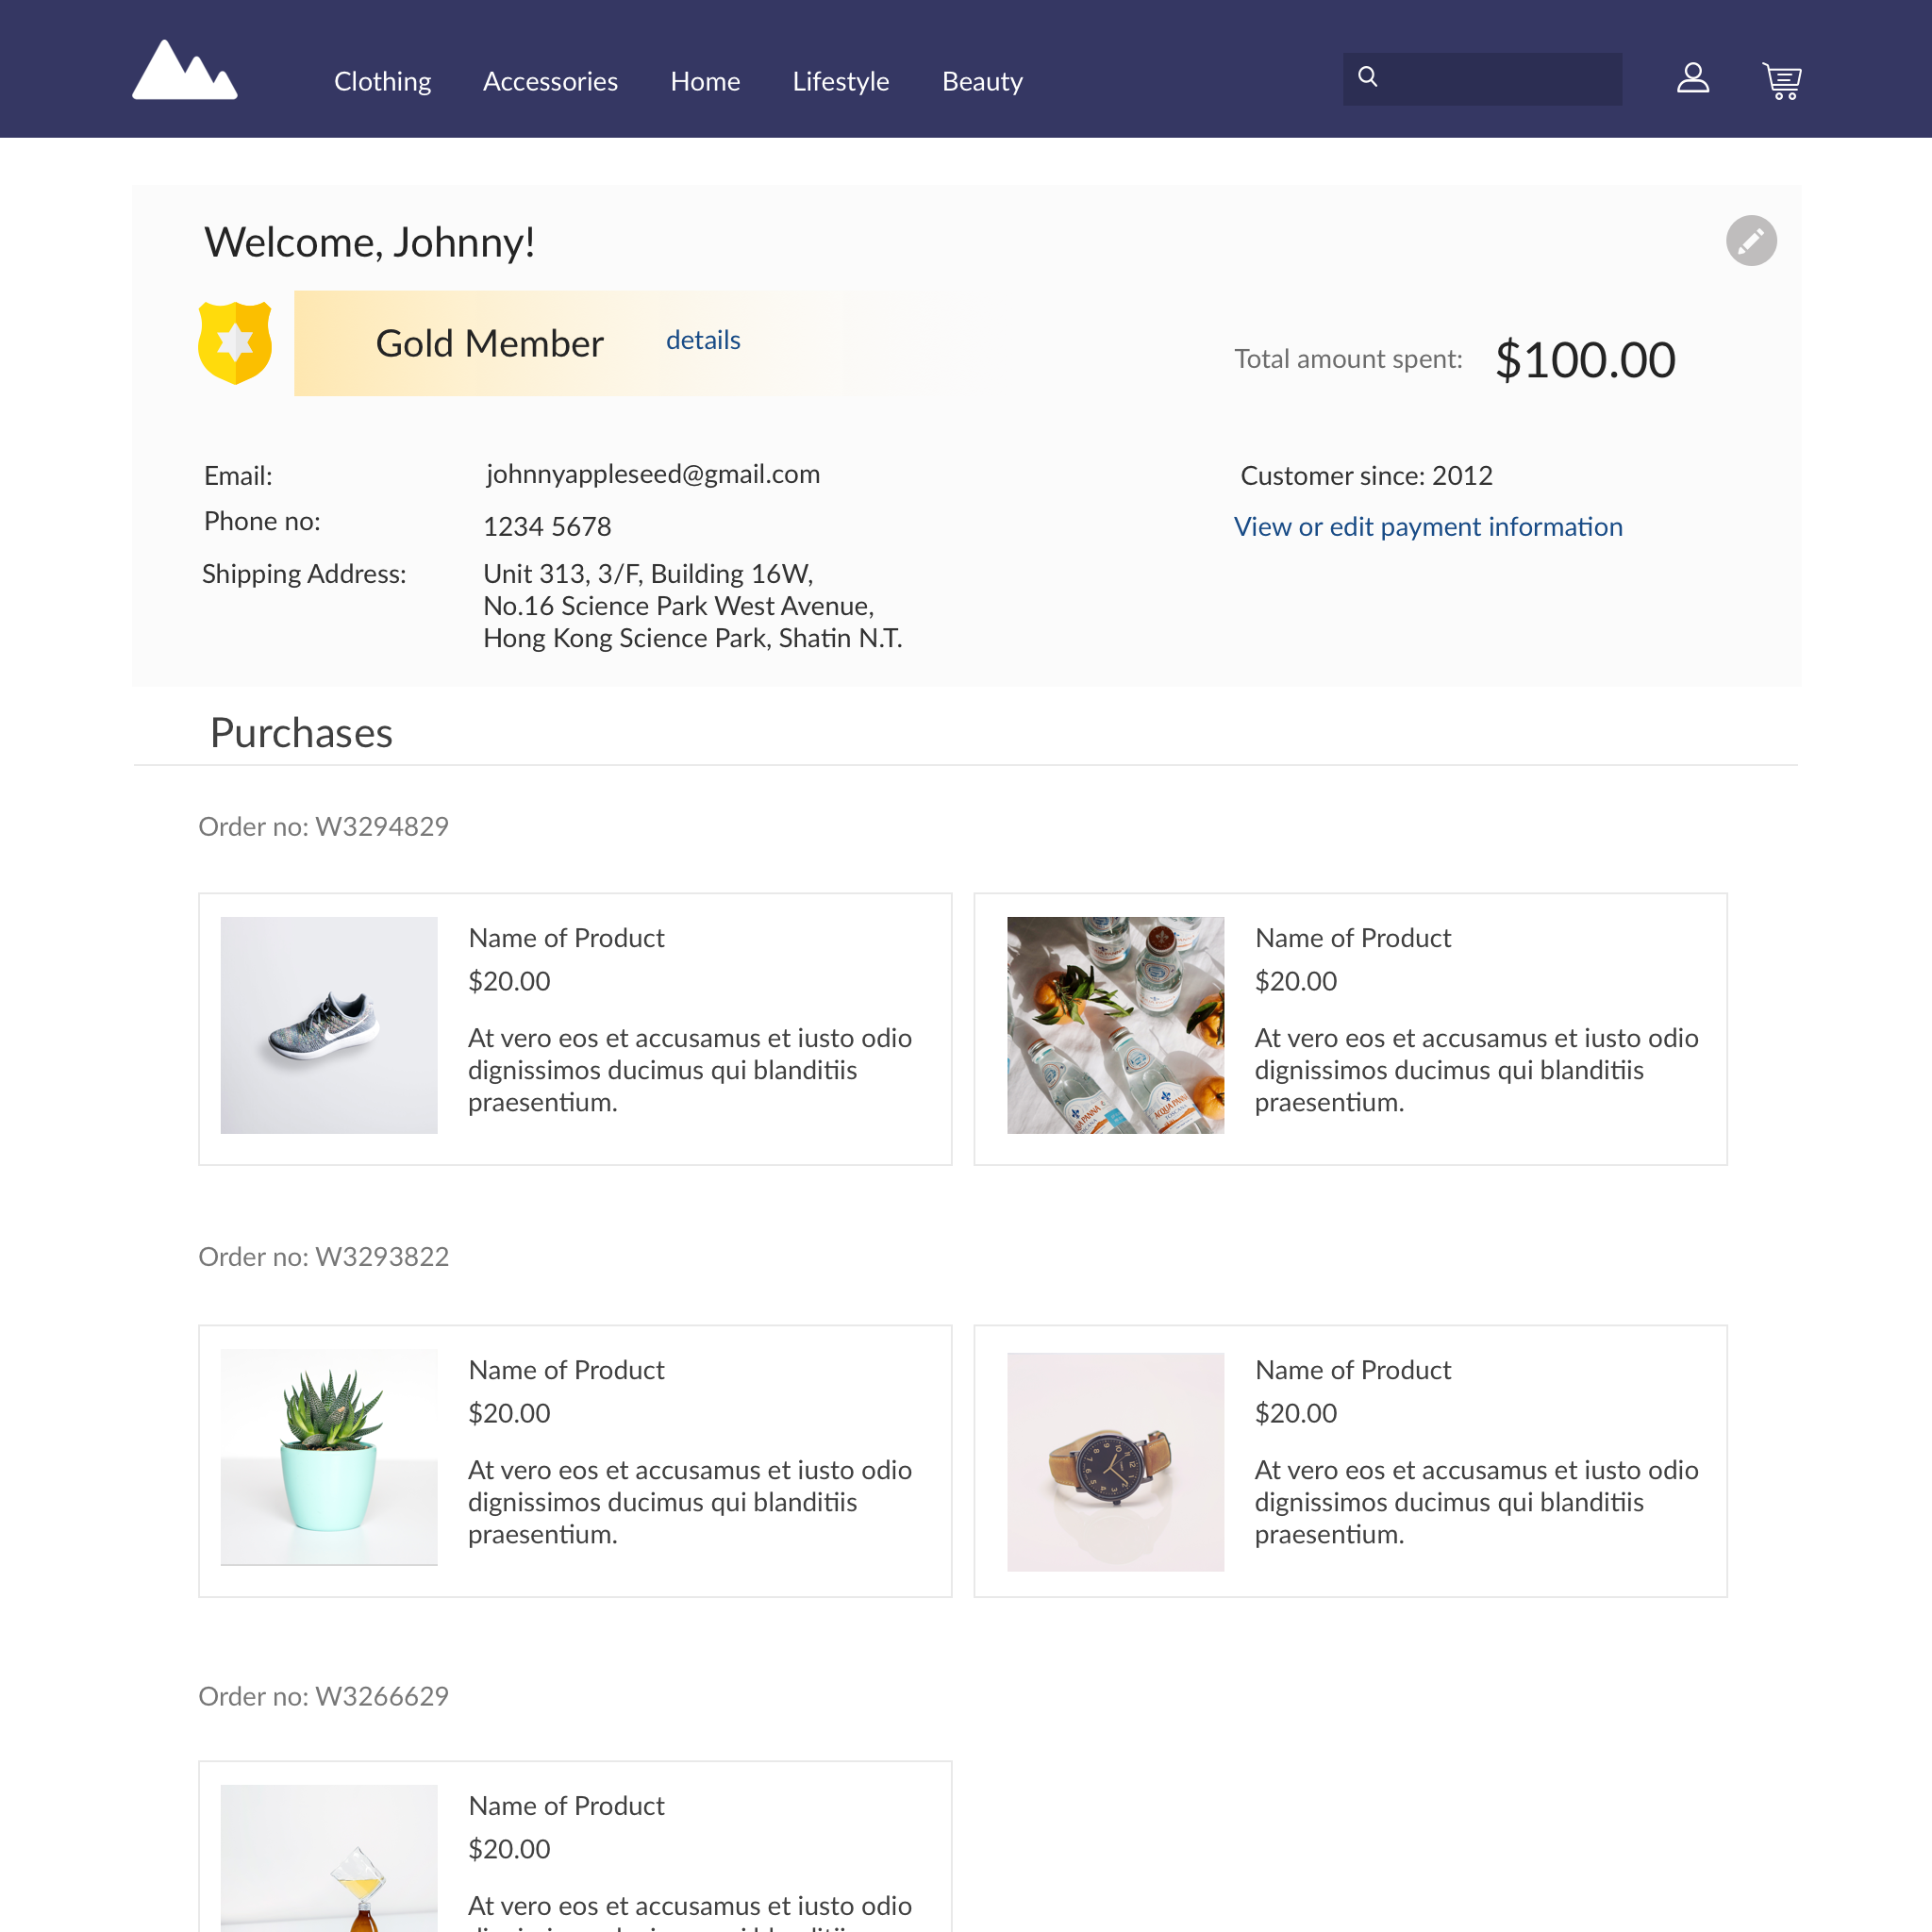 Clothing Accessories Home Lifestyle Beauty
Welcome, Johnny!
Gold Member details
Total amount spent: $100.00
Email: johnnyappleseed@gmail.com
Phone no: 1234 5678
Shipping Address: Unit 313, 3/F, Building 16W,
No.16 Science Park West Avenue,
Hong Kong Science Park, Shatin N.T.
Customer since: 2012
View or edit payment information
Purchases
Order no: W3294829
Name of Product
$20.00
At vero eos et accusamus et iusto odio
dignissimos ducimus qui blanditiis
praesentium.
ACQUA PANNA
TOSCANA
Name of Product
$20.00
At vero eos et accusamus et iusto odio
dignissimos ducimus qui blanditiis
praesentium.
Order no: W3293822
Name of Product
$20.00
At vero eos et accusamus et iusto odio
dignissimos ducimus qui blanditiis
praesentium.
Name of Product
$20.00
At vero eos et accusamus et iusto odio
dignissimos ducimus qui blanditiis
praesentium.
Order no: W3266629
Name of Product
$20.00
At vero eos et accusamus et iusto odio